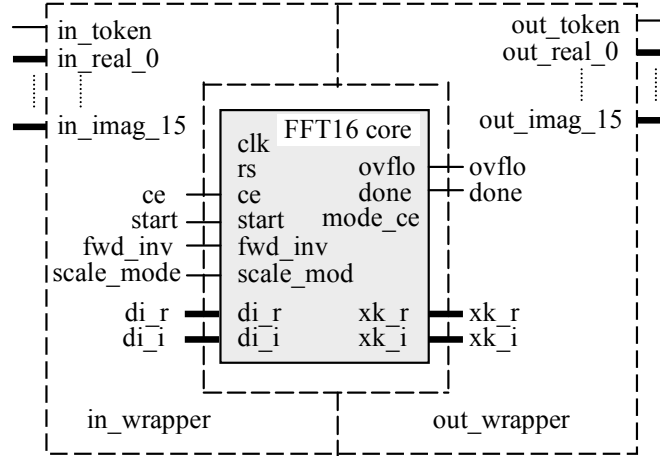 in_token
in_real_0
in_imag_15
out_token
out_real_0
out_imag_15
FFT16 core
clk
rs
ce
start
fwd_inv
scale_mod
di_r
di_i
ovflo
done
mode_ce
xk_r
xk_i
ce
start
fwd_inv
scale_mode
di_r
di_i
ovflo
done
xk_r
xk_i
in_wrapper
out_wrapper